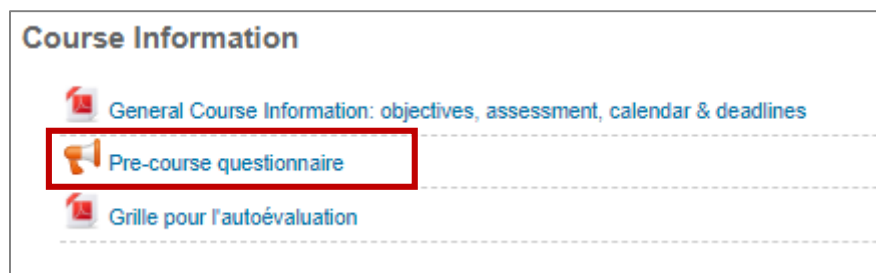 Course Information
General Course Information: objectives, assessment, calendar & deadlines
Pre-course questionnaire
Grille pour l'autoévaluation